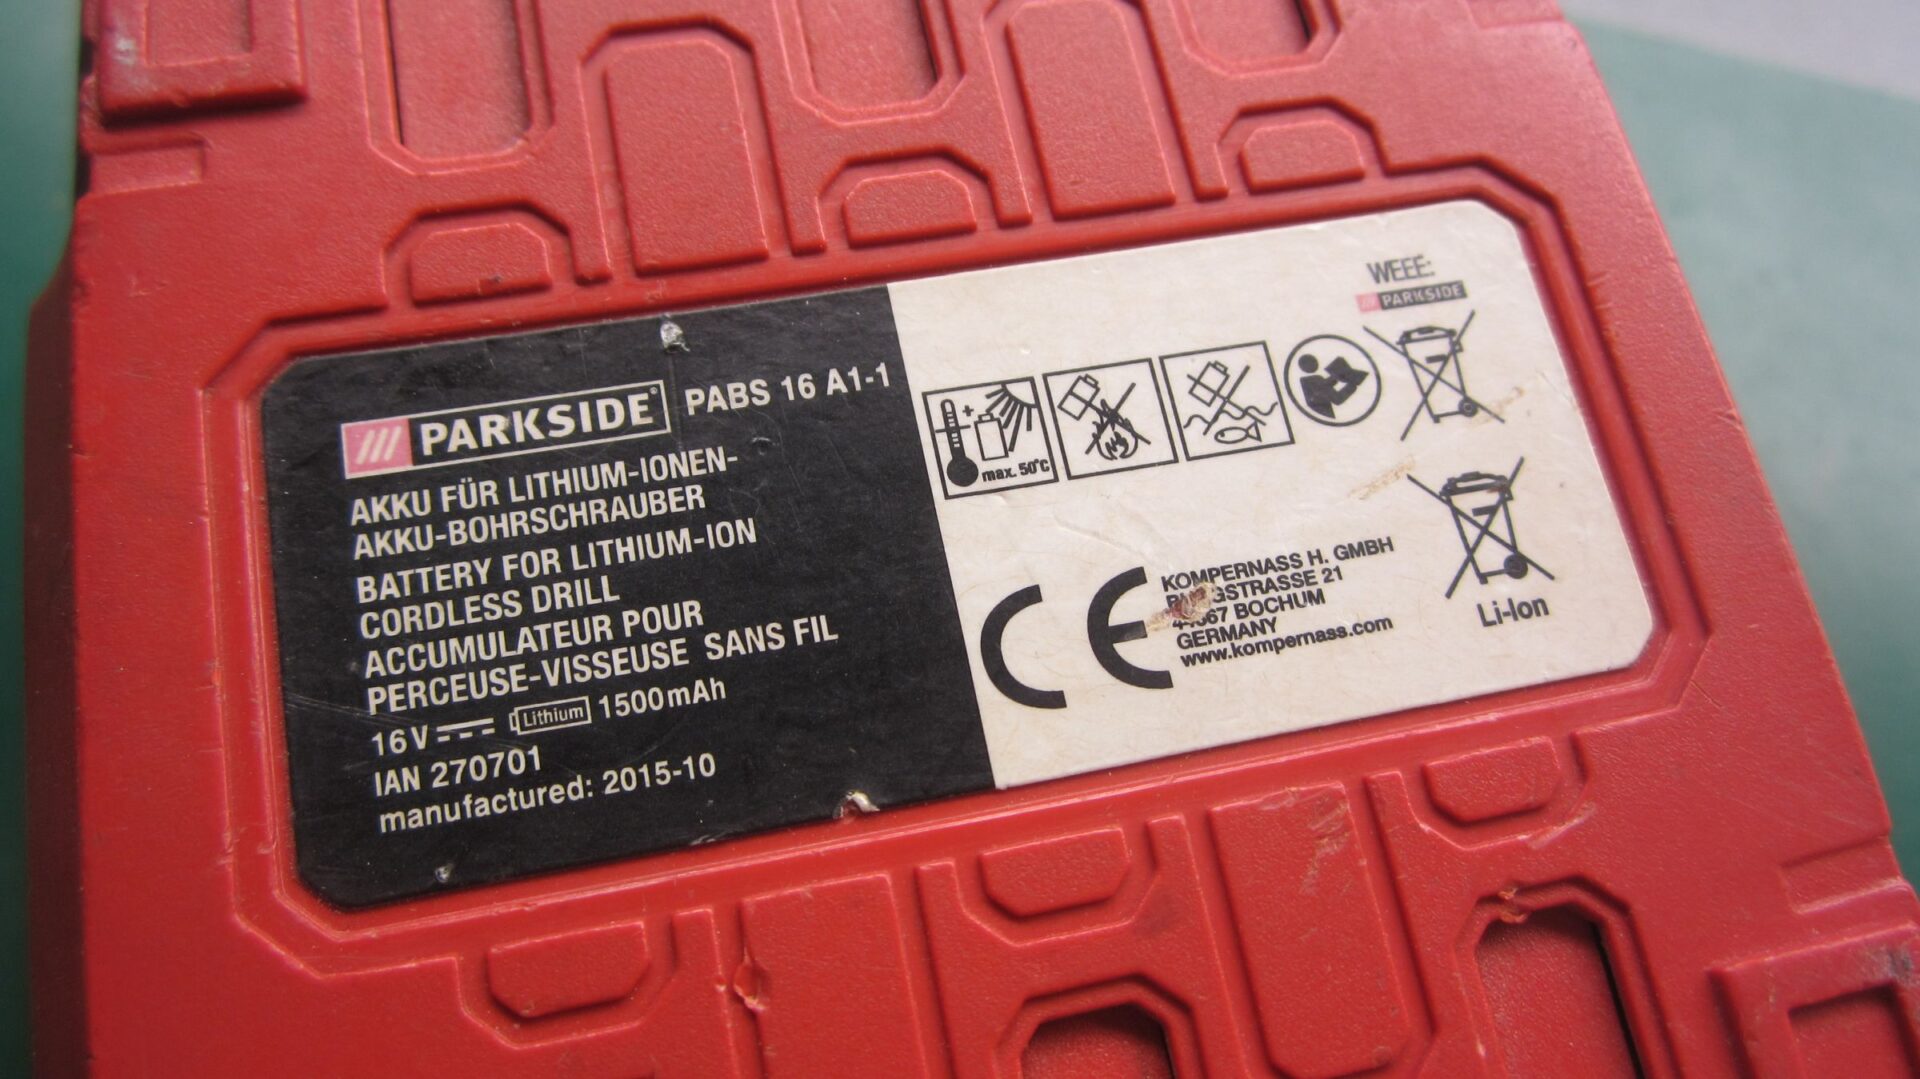 PARKSIDE® PABS 16 A1-1
AKKU FÜR LITHIUM-IONEN-
AKKU-BOHRSCHRAUBER
BATTERY FOR LITHIUM-ION
CORDLESS DRILL
ACCUMULATEUR POUR
PERCEUSE-VISSEUSE SANS FIL
16V Lithium 1500mAh
IAN 270701
manufactured: 2015-10
max. 50°C
WEEE:
PARKSIDE
CE
KOMPERNASS H. GMBH
21
BOCHUM
GERMANY
www.kompernass.com
Li-Ion